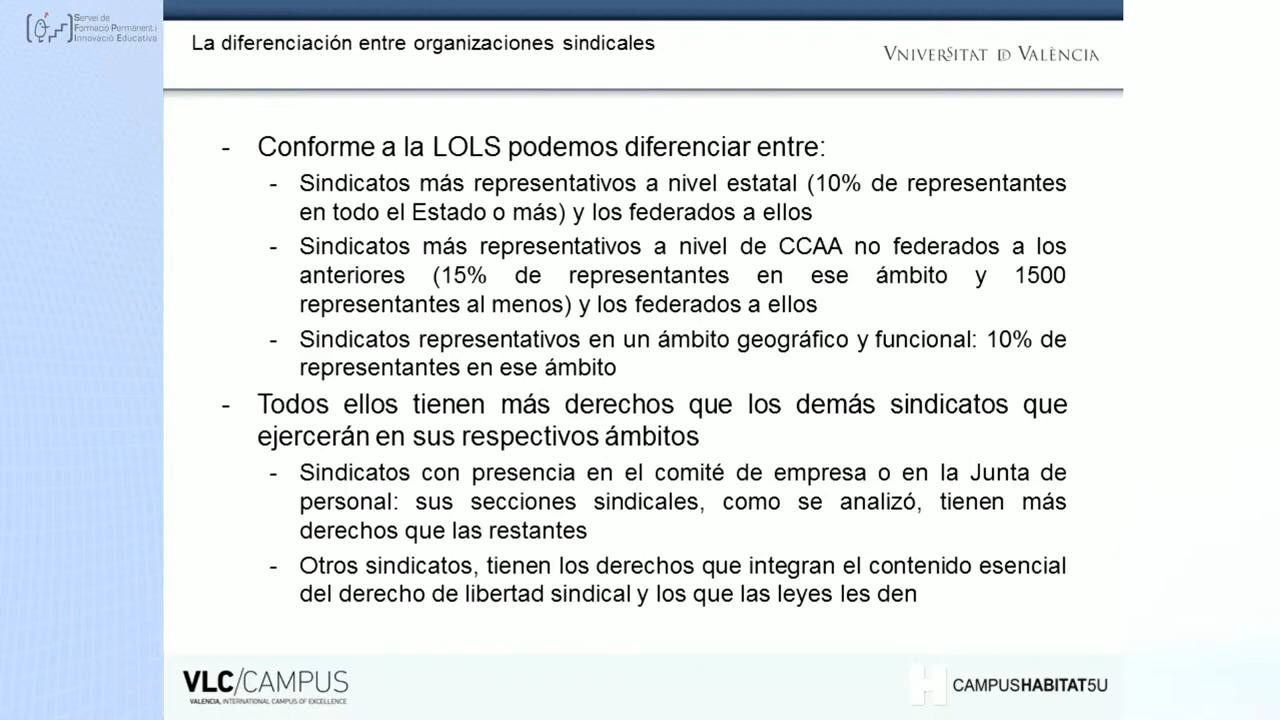 Servei de
Formació Permanent i
Innovació Educativa
La diferenciación entre organizaciones sindicales
VNIVERSITAT DE VALÈNCIA
- Conforme a la LOLS podemos diferenciar entre:
- Sindicatos más representativos a nivel estatal (10% de representantes
en todo el Estado o más) y los federados a ellos
- Sindicatos más representativos a nivel de CCAA no federados a los
anteriores (15% de representantes en ese ámbito y 1500
representantes al menos) y los federados a ellos
- Sindicatos representativos en un ámbito geográfico y funcional: 10% de
representantes en ese ámbito
- Todos ellos tienen más derechos que los demás sindicatos que
ejercerán en sus respectivos ámbitos
- Sindicatos con presencia en el comité de empresa o en la Junta de
personal: sus secciones sindicales, como se analizó, tienen más
derechos que las restantes
- Otros sindicatos, tienen los derechos que integran el contenido esencial
del derecho de libertad sindical y los que las leyes les den
VLC/CAMPUS
VALENCIA, INTERNATIONAL CAMPUS OF EXCELLENCE
H CAMPUSHABITAT5U